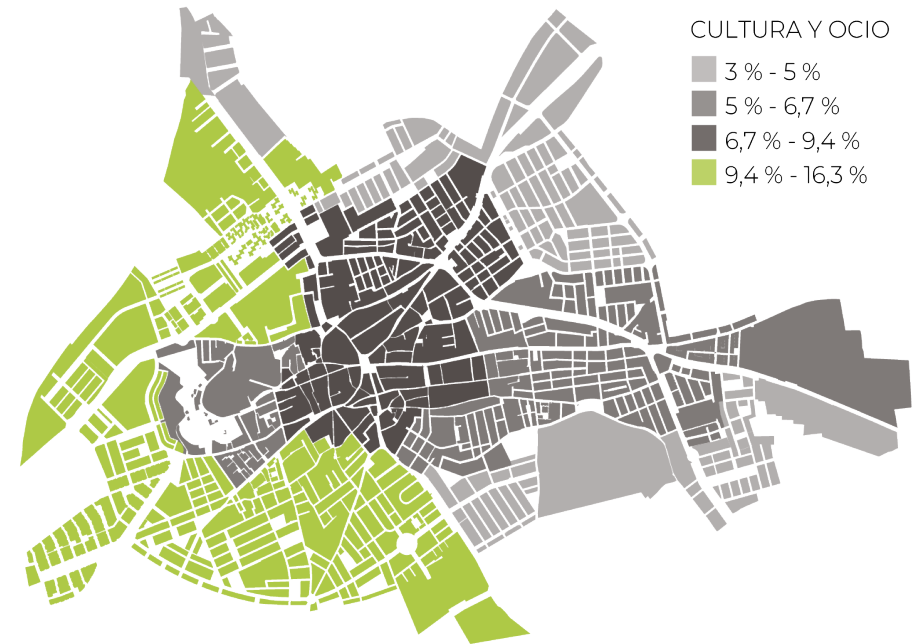 CULTURA Y OCIO
3 % - 5 %
5 % - 6,7 %
6,7 % - 9,4 %
9,4 % - 16,3 %